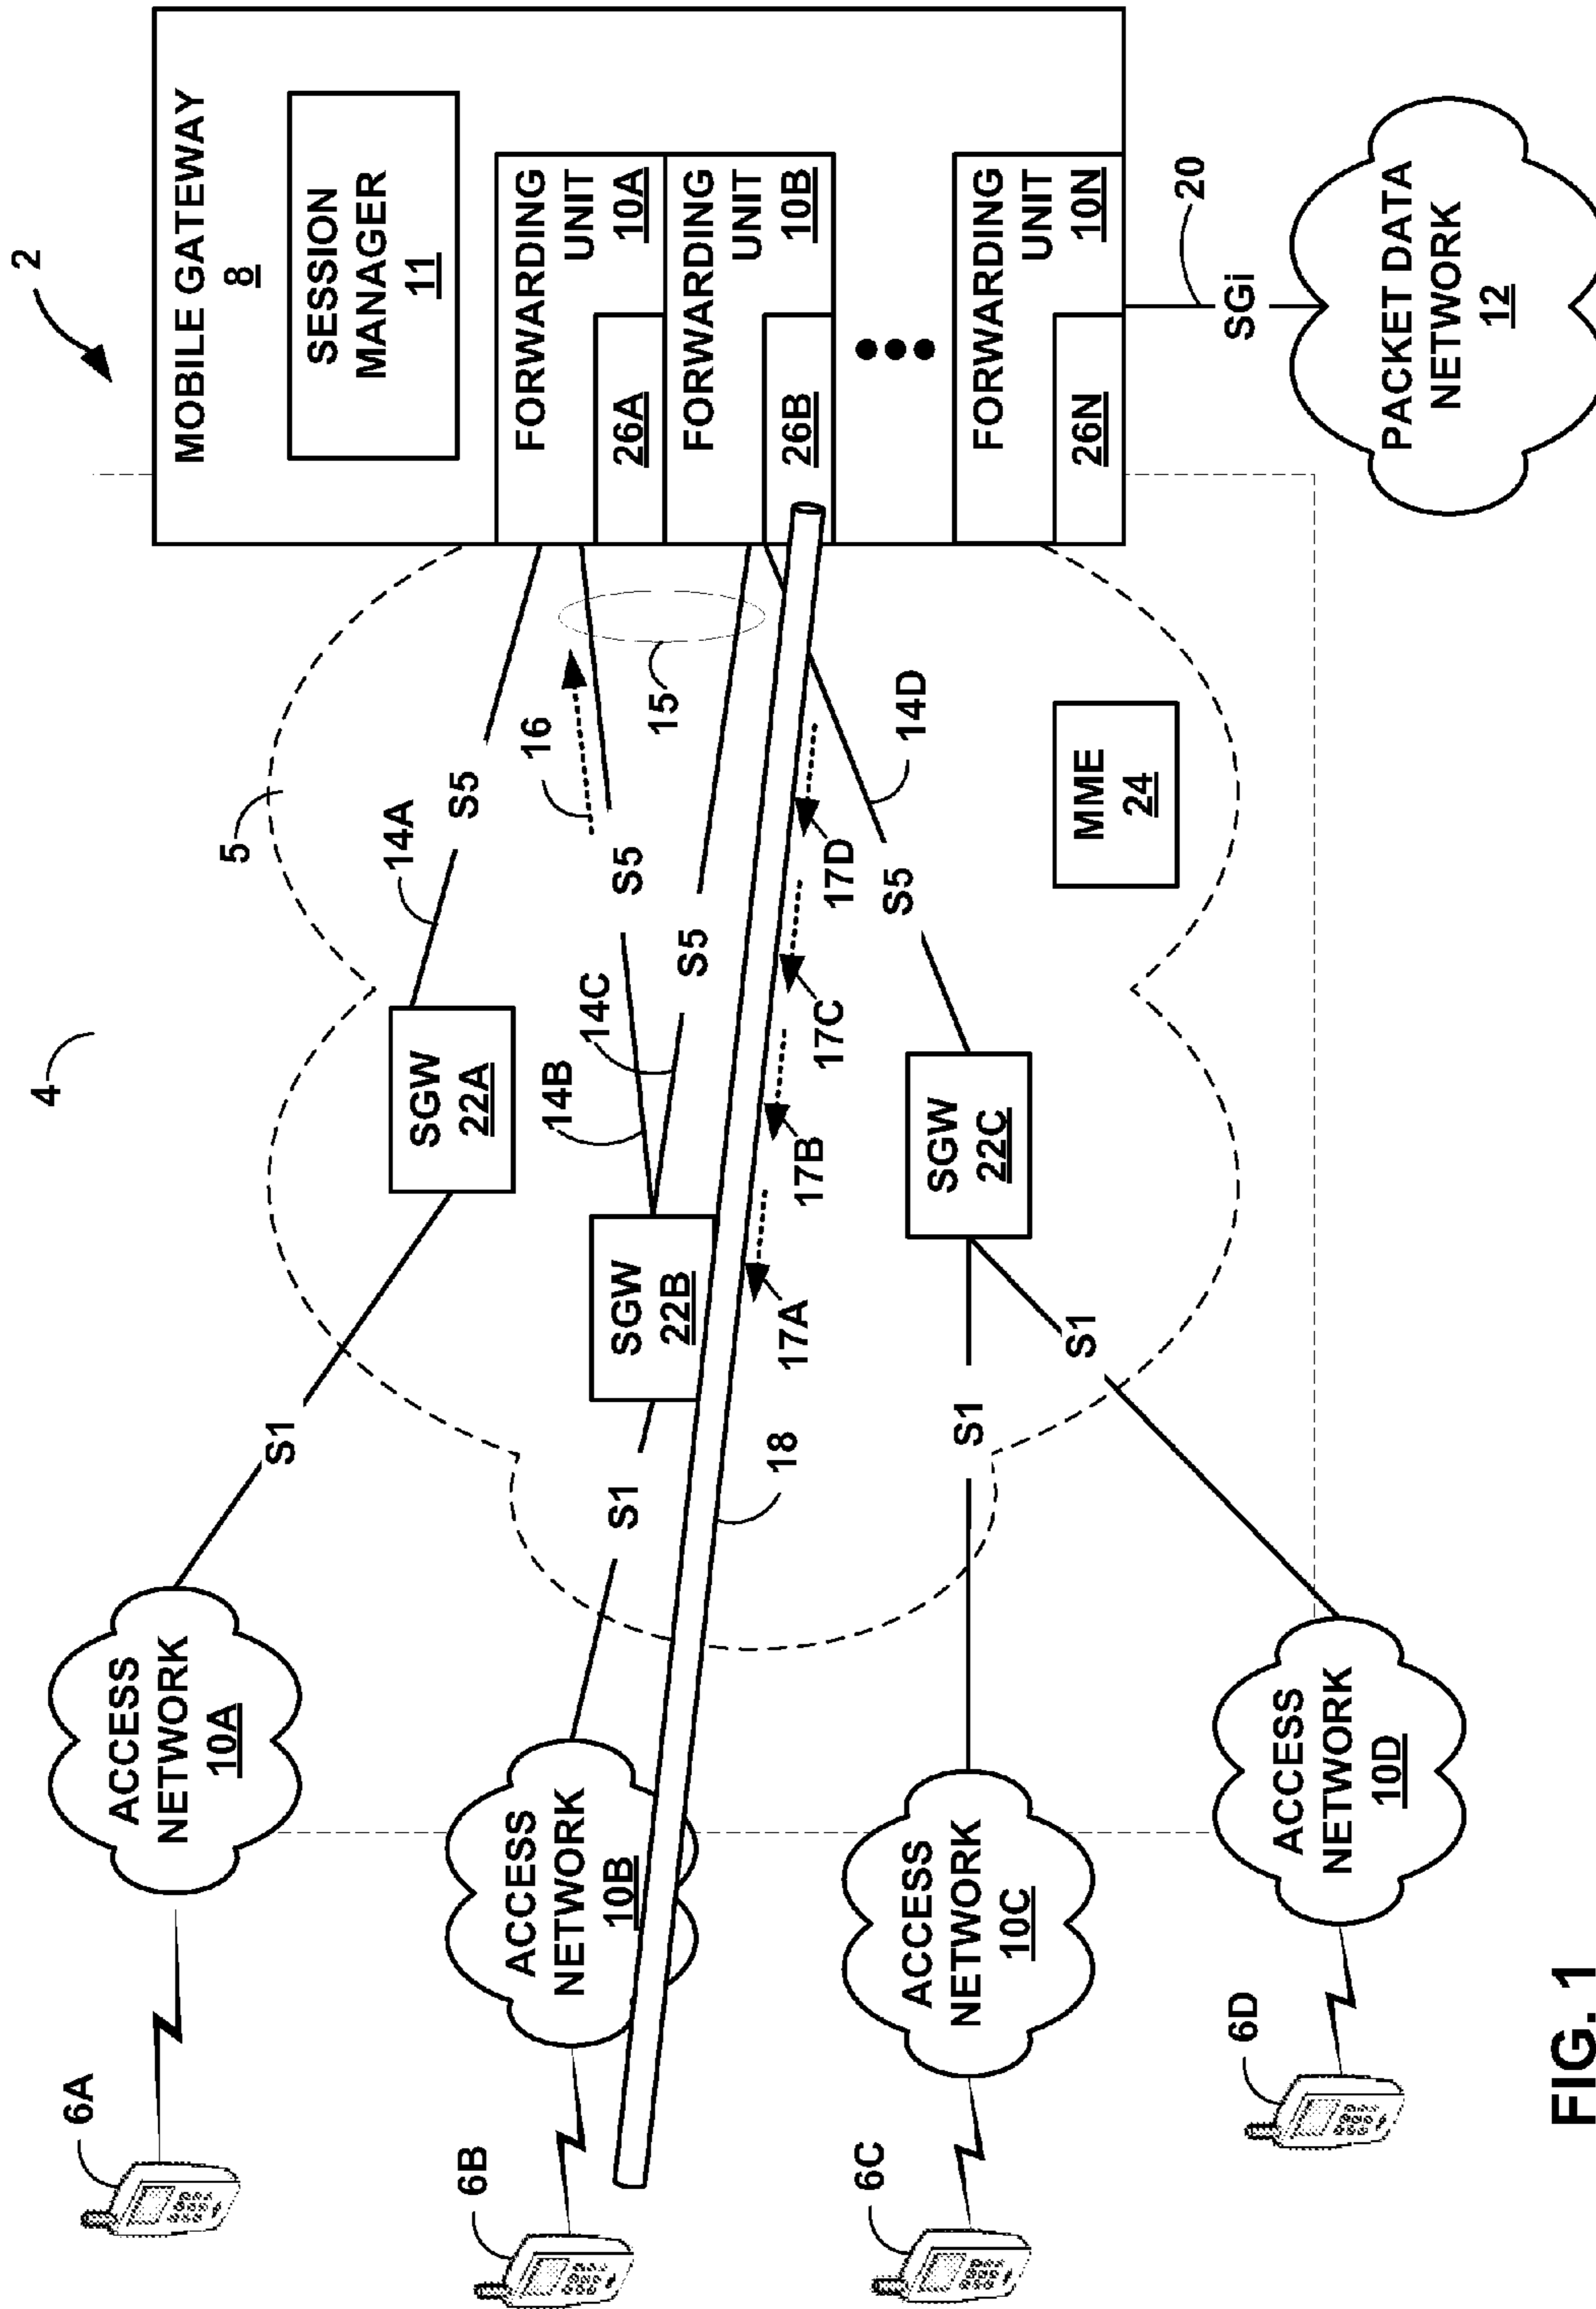 2
4
MOBILE GATEWAY
8
SESSION
MANAGER
11
FORWARDING
UNIT
10A
26A
FORWARDING
UNIT
10B
26B
FORWARDING
UNIT
10N
26N
20
SGi
PACKET DATA
NETWORK
12
5
14A
S5
16
15
S5
14C
14B
S5
14D
S5
17D
17C
17B
17A
MME
24
SGW
22A
SGW
22B
SGW
22C
S1
S1
S1
S1
18
ACCESS
NETWORK
10A
ACCESS
NETWORK
10B
ACCESS
NETWORK
10C
ACCESS
NETWORK
10D
6A
6B
6C
6D
FIG. 1